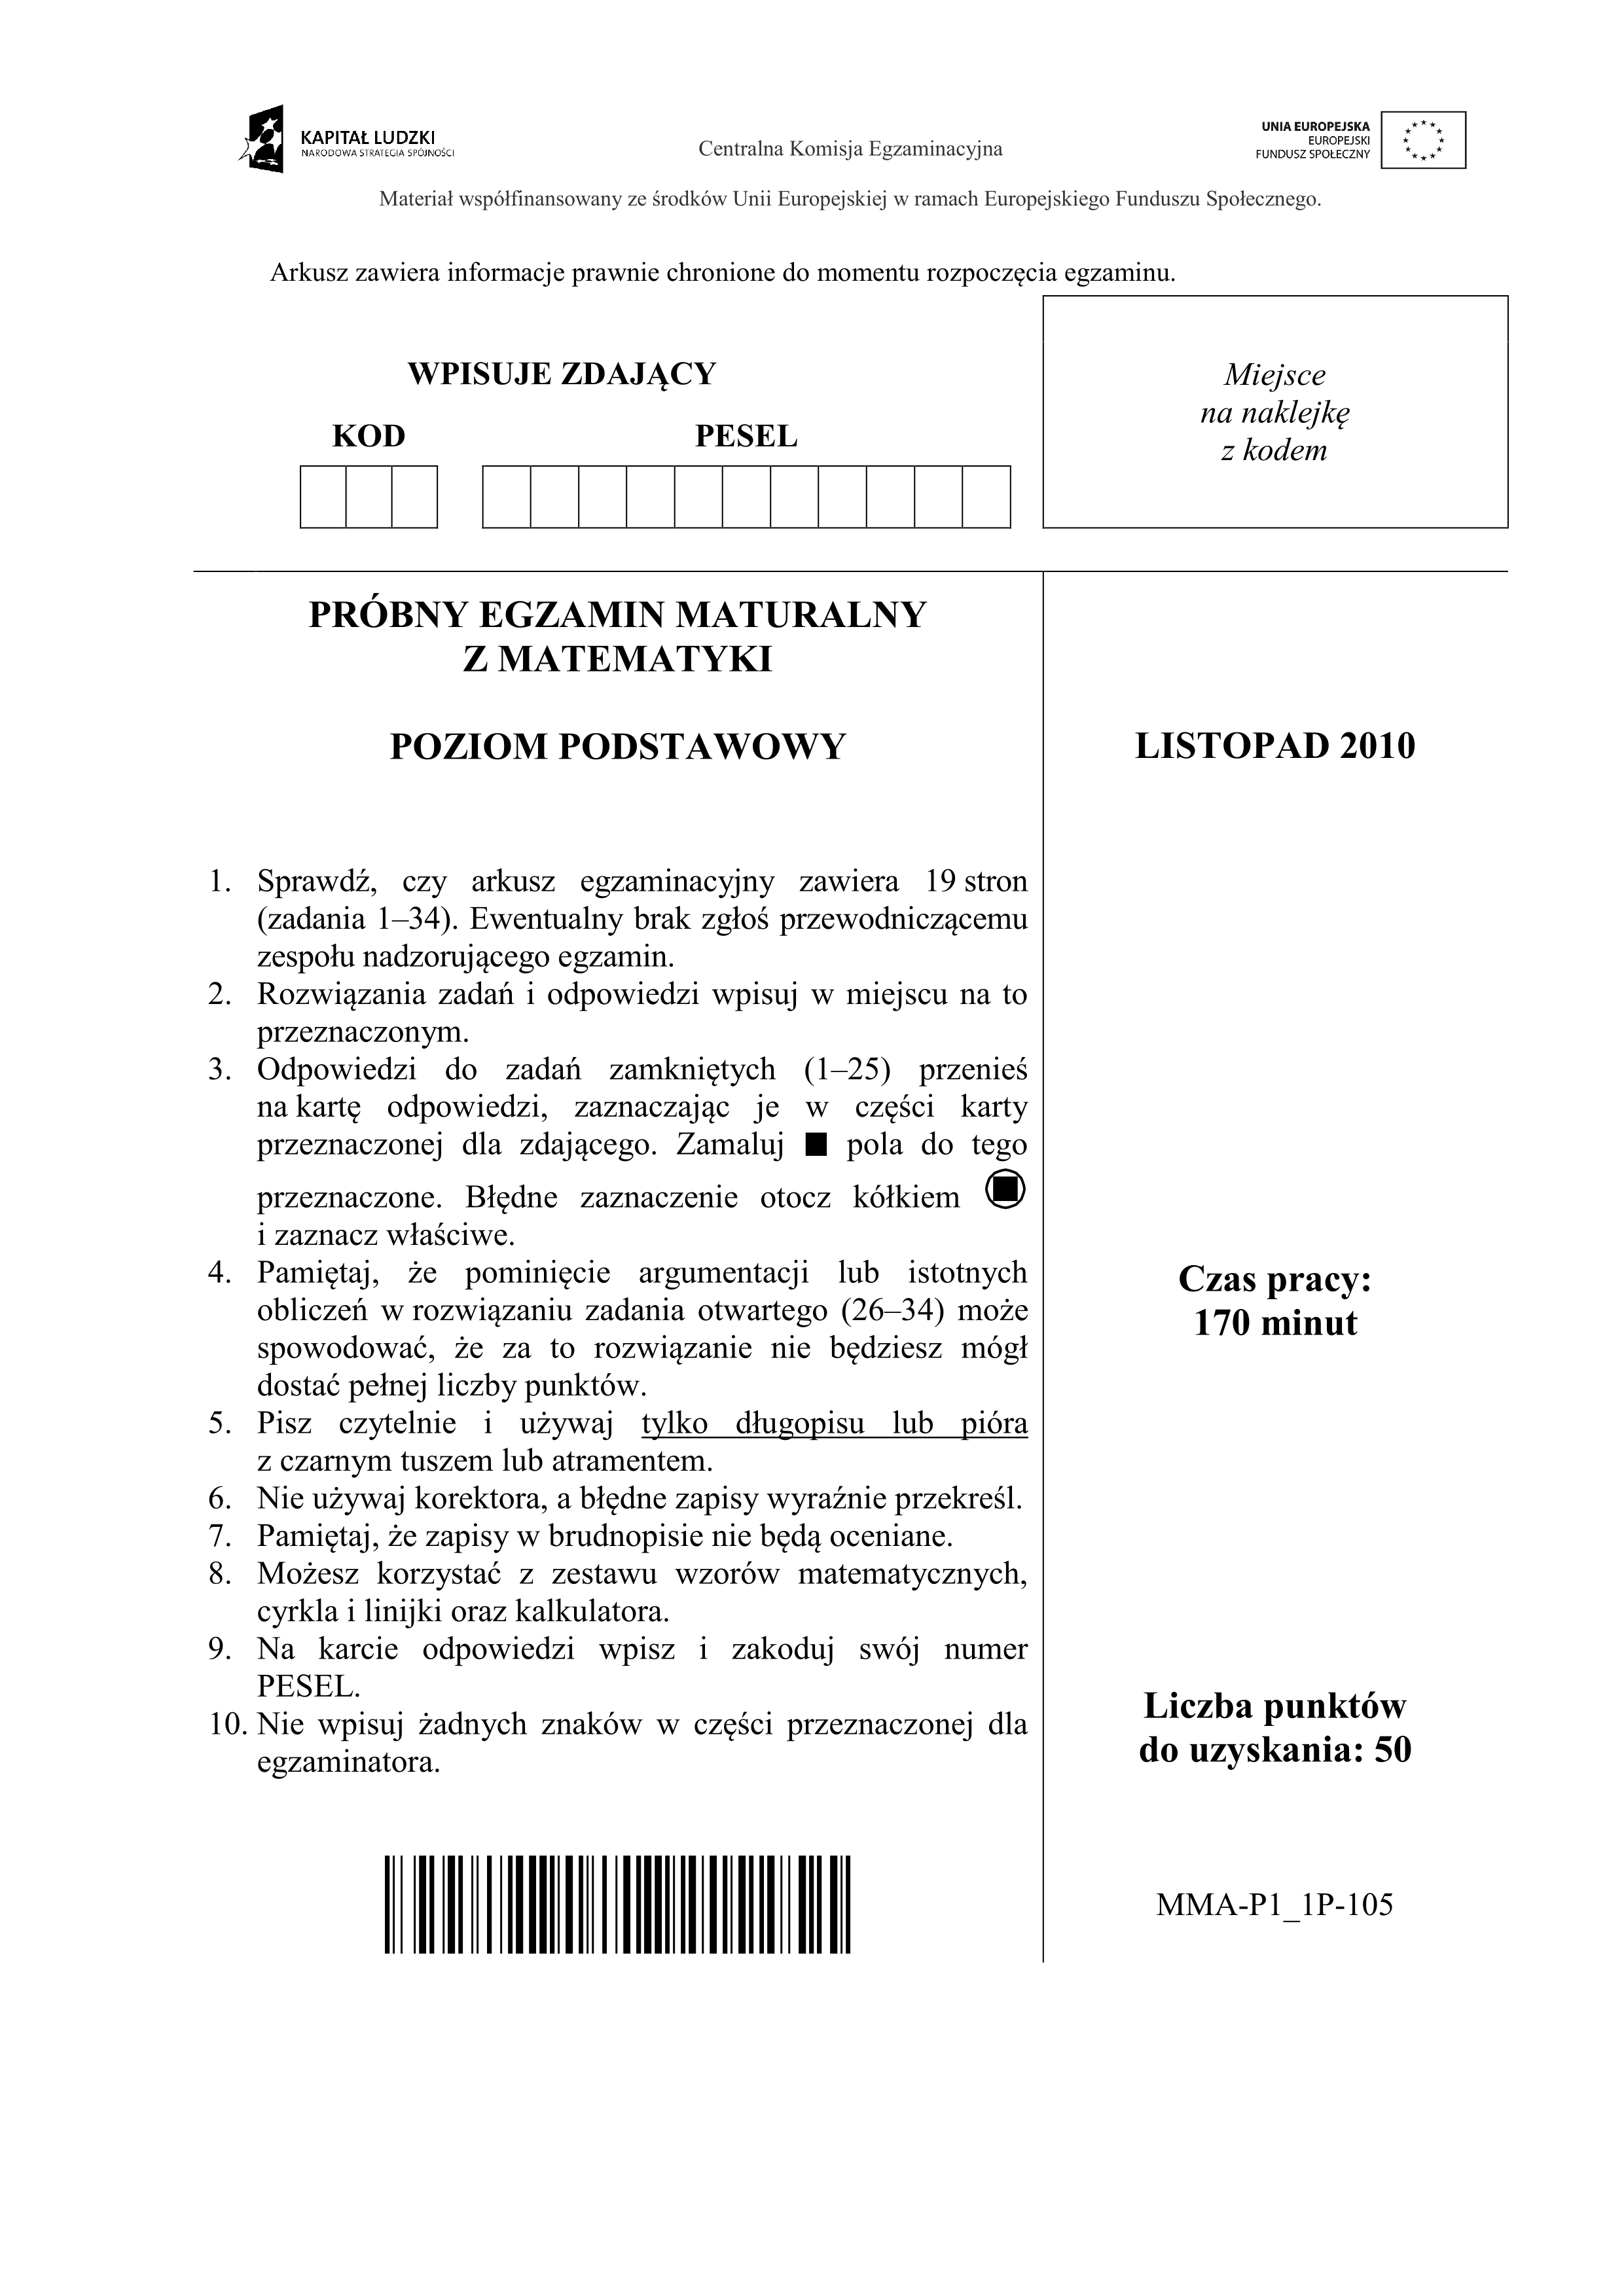 KAPITAŁ LUDZKI
NARODOWA STRATEGIA SPÓJNOŚCI
Centralna Komisja Egzaminacyjna
UNIA EUROPEJSKA
EUROPEJSKI
FUNDUSZ SPOŁECZNY
Materiał współfinansowany ze środków Unii Europejskiej w ramach Europejskiego Funduszu Społecznego.
Arkusz zawiera informacje prawnie chronione do momentu rozpoczęcia egzaminu.
WPISUJE ZDAJĄCY
KOD PESEL
Miejsce
na naklejkę
z kodem
PRÓBNY EGZAMIN MATURALNY
Z MATEMATYKI
POZIOM PODSTAWOWY
LISTOPAD 2010
1. Sprawdź, czy arkusz egzaminacyjny zawiera 19 stron
(zadania 1–34). Ewentualny brak zgłoś przewodniczącemu
zespołu nadzorującego egzamin.
2. Rozwiązania zadań i odpowiedzi wpisuj w miejscu na to
przeznaczonym.
3. Odpowiedzi do zadań zamkniętych (1–25) przenieś
na kartę odpowiedzi, zaznaczając je w części karty
przeznaczonej dla zdającego. Zamaluj ■ pola do tego
przeznaczone. Błędne zaznaczenie otocz kółkiem
i zaznacz właściwe.
4. Pamiętaj, że pominięcie argumentacji lub istotnych
obliczeń w rozwiązaniu zadania otwartego (26–34) może
spowodować, że za to rozwiązanie nie będziesz mógł
dostać pełnej liczby punktów.
5. Pisz czytelnie i używaj tylko długopisu lub pióra
z czarnym tuszem lub atramentem.
6. Nie używaj korektora, a błędne zapisy wyraźnie przekreśl.
7. Pamiętaj, że zapisy w brudnopisie nie będą oceniane.
8. Możesz korzystać z zestawu wzorów matematycznych,
cyrkla i linijki oraz kalkulatora.
9. Na karcie odpowiedzi wpisz i zakoduj swój numer
PESEL.
10. Nie wpisuj żadnych znaków w części przeznaczonej dla
egzaminatora.
Czas pracy:
170 minut
Liczba punktów
do uzyskania: 50
MMA-P1_1P-105